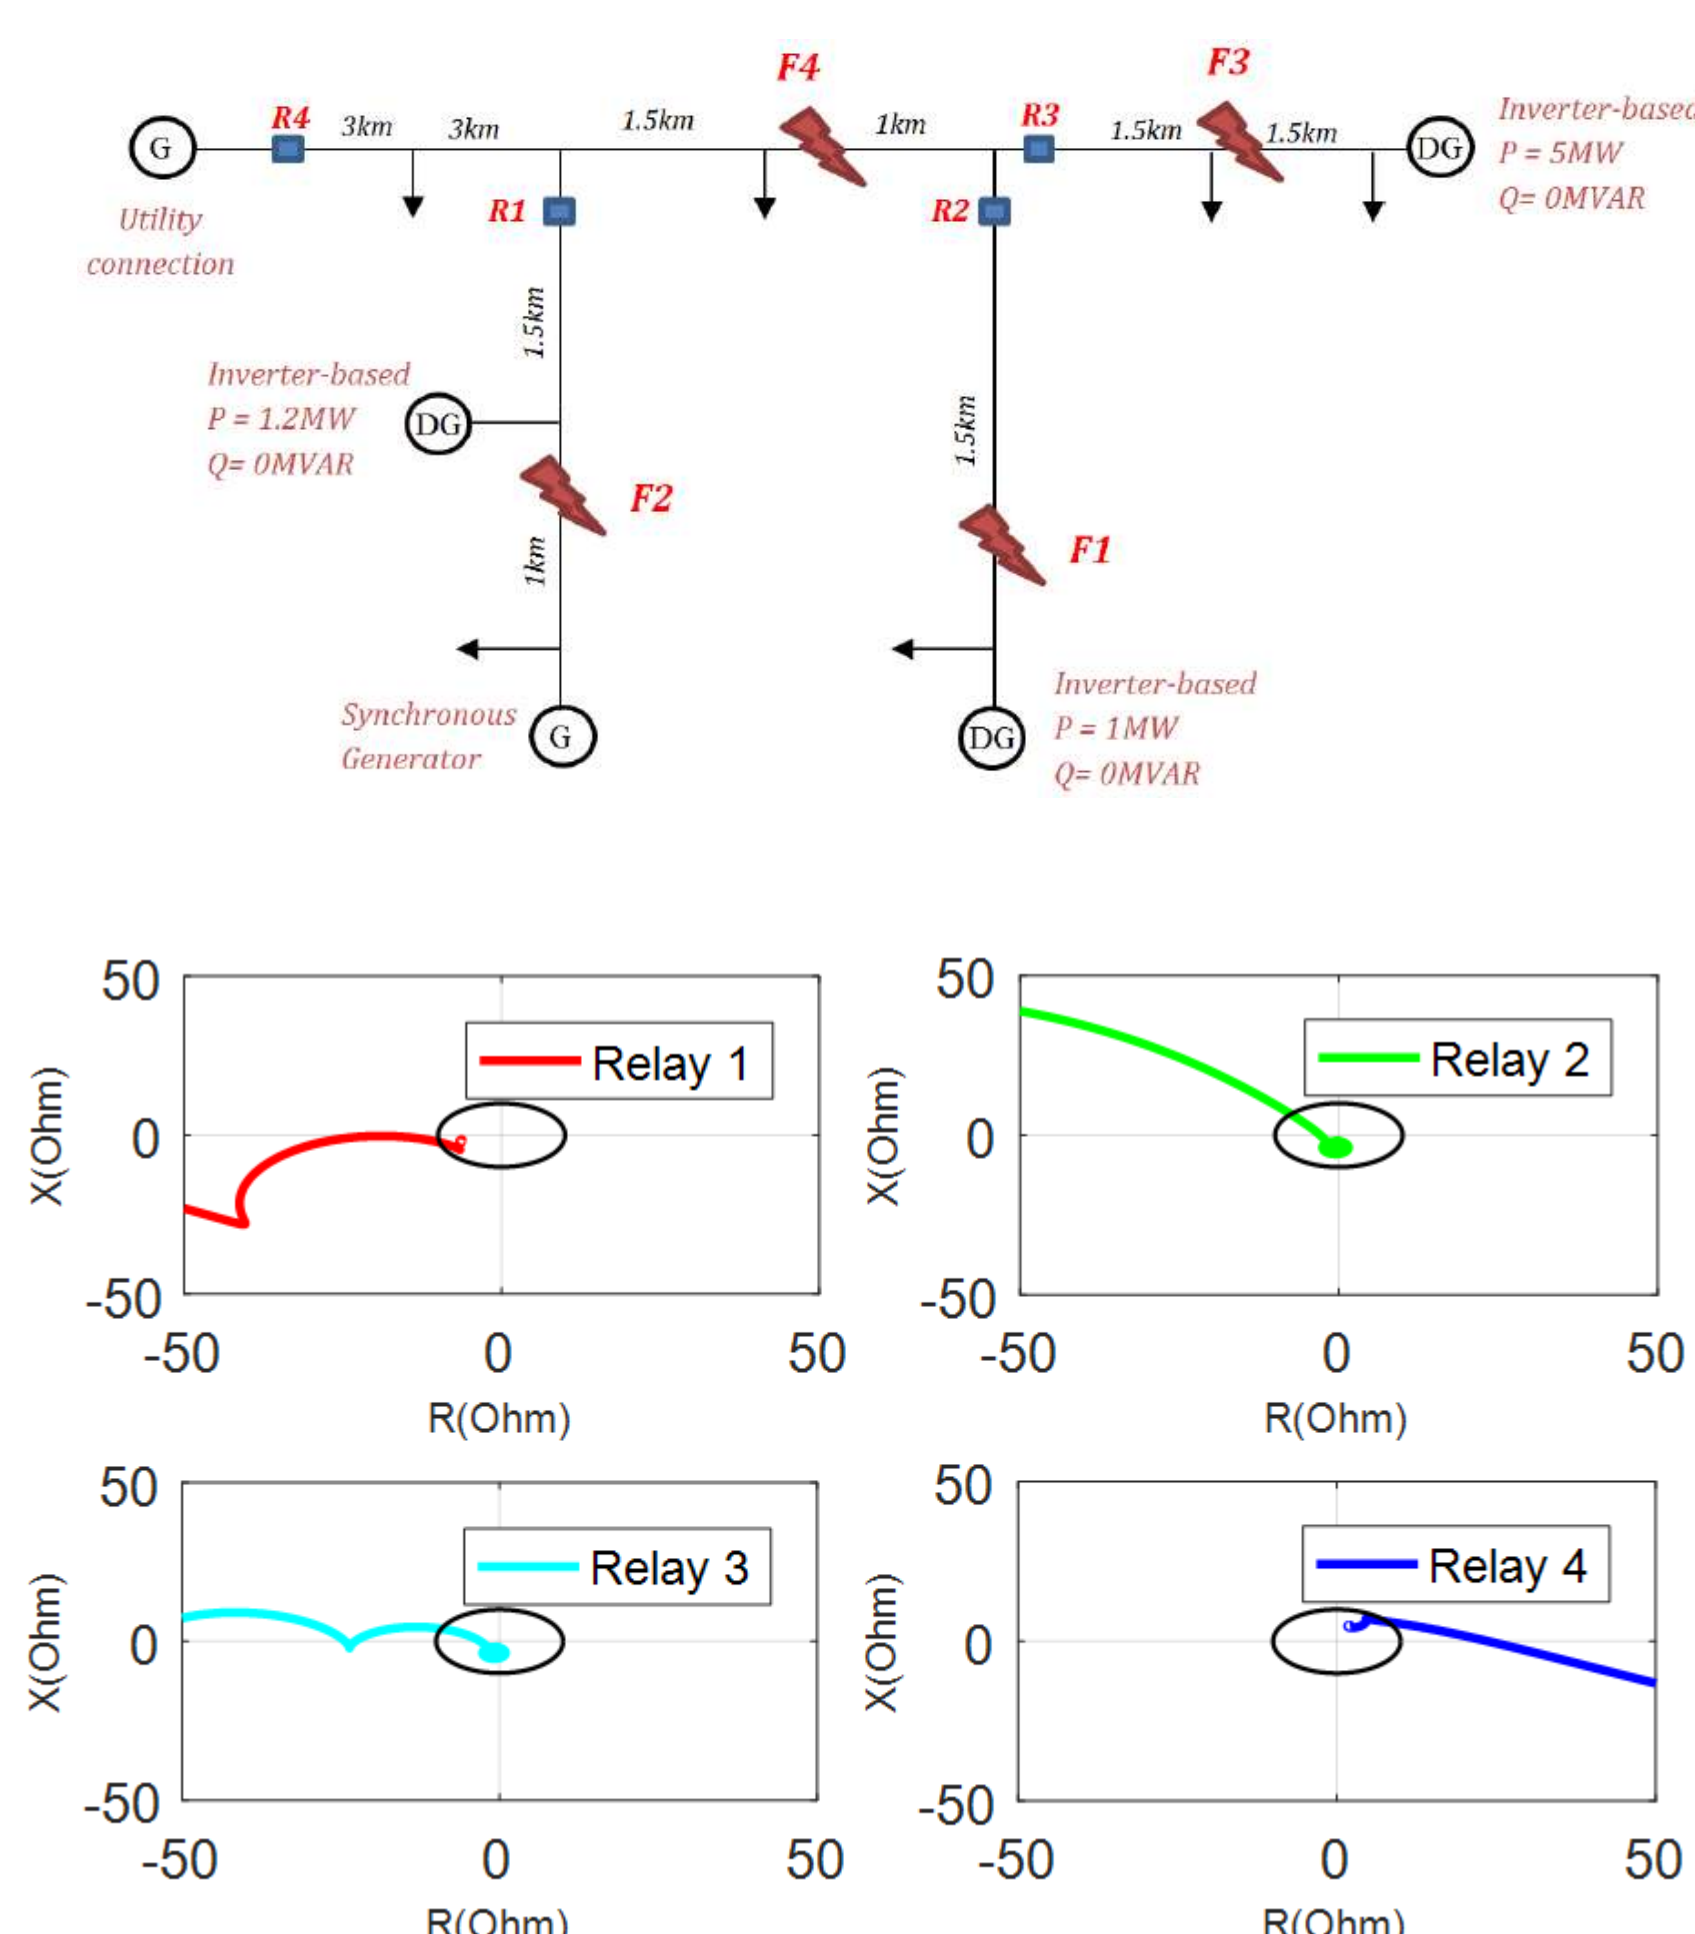 F4
F3
R4
3km
3km
1.5km
1km
R3
1.5km
1.5km
G
DG
Inverter-based
P = 5MW
Q= 0MVAR
Utility
connection
R1
R2
1.5km
Inverter-based
P = 1.2MW
Q= 0MVAR
DG
1.5km
F2
F1
1km
Synchronous
Generator
G
DG
Inverter-based
P = 1MW
Q= 0MVAR
50
0
-50
X(Ohm)
Relay 1
-50
0
50
R(Ohm)
50
0
-50
X(Ohm)
Relay 2
-50
0
50
R(Ohm)
50
0
-50
X(Ohm)
Relay 3
-50
0
50
R(Ohm)
50
0
-50
X(Ohm)
Relay 4
-50
0
50
R(Ohm)